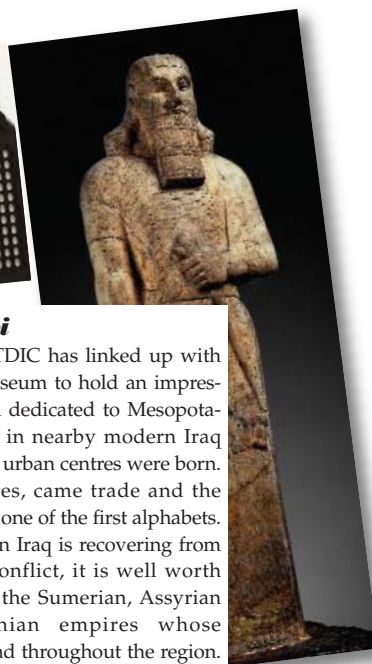 i
TDIC has linked up with
seum to hold an impres-
dedicated to Mesopota-
in nearby modern Iraq
urban centres were born.
es, came trade and the
one of the first alphabets.
n Iraq is recovering from
onflict, it is well worth
the Sumerian, Assyrian
nian empires whose
nd throughout the region.